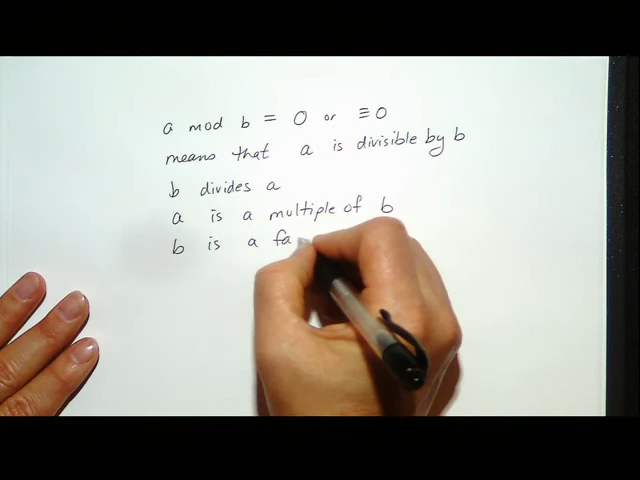 a mod b = 0 or ≡ 0
means that a is divisible by b
b divides a
a is a multiple of b
b is a fa